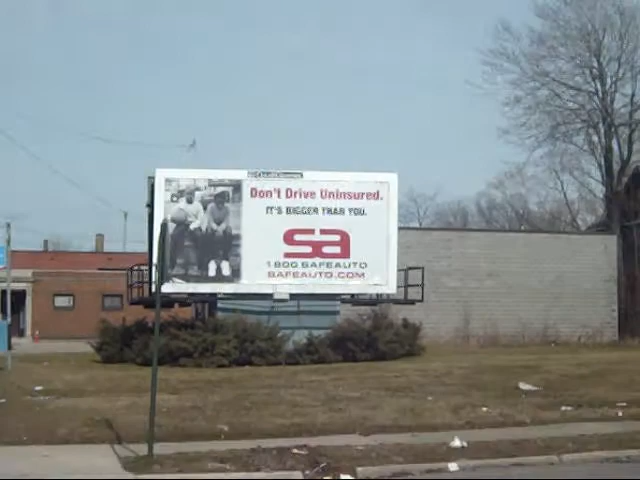 Don't Drive Uninsured.
IT'S BIGGER THAN YOU.
sa
1 800 SAFEAUTO
SAFEAUTO.COM